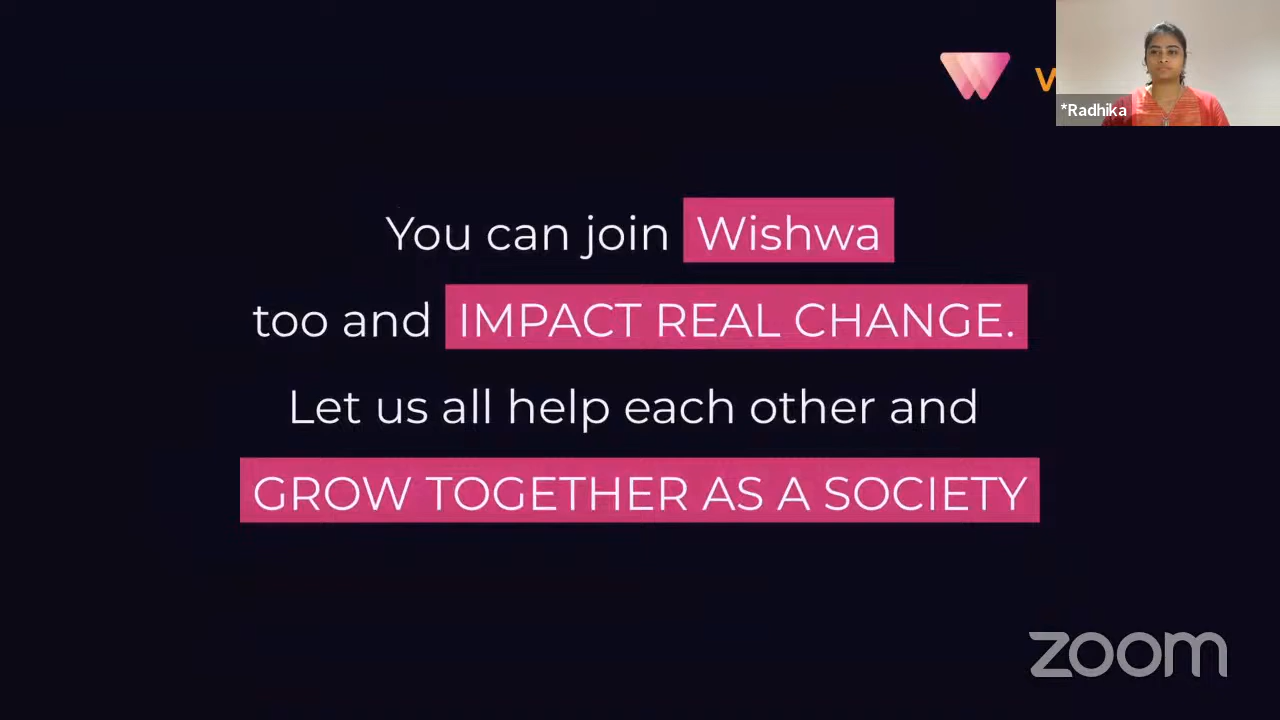 *Radhika
You can join Wishwa
too and IMPACT REAL CHANGE.
Let us all help each other and
GROW TOGETHER AS A SOCIETY
zoom